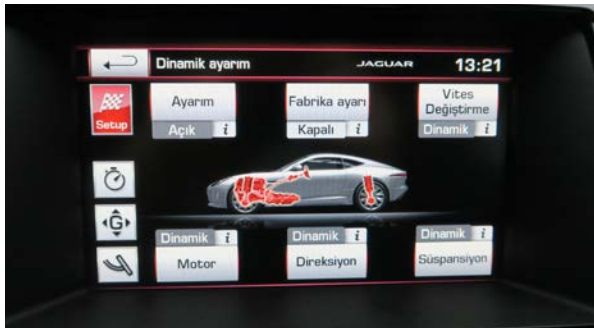 Dinamik ayarım JAGUAR 13:21
Setup
Ayarım
Açık i
Fabrika ayarı
Kapalı i
Vites
Değiştirme
Dinamik i
G
Dinamik i
Motor
Dinamik i
Direksiyon
Dinamik i
Süspansiyon